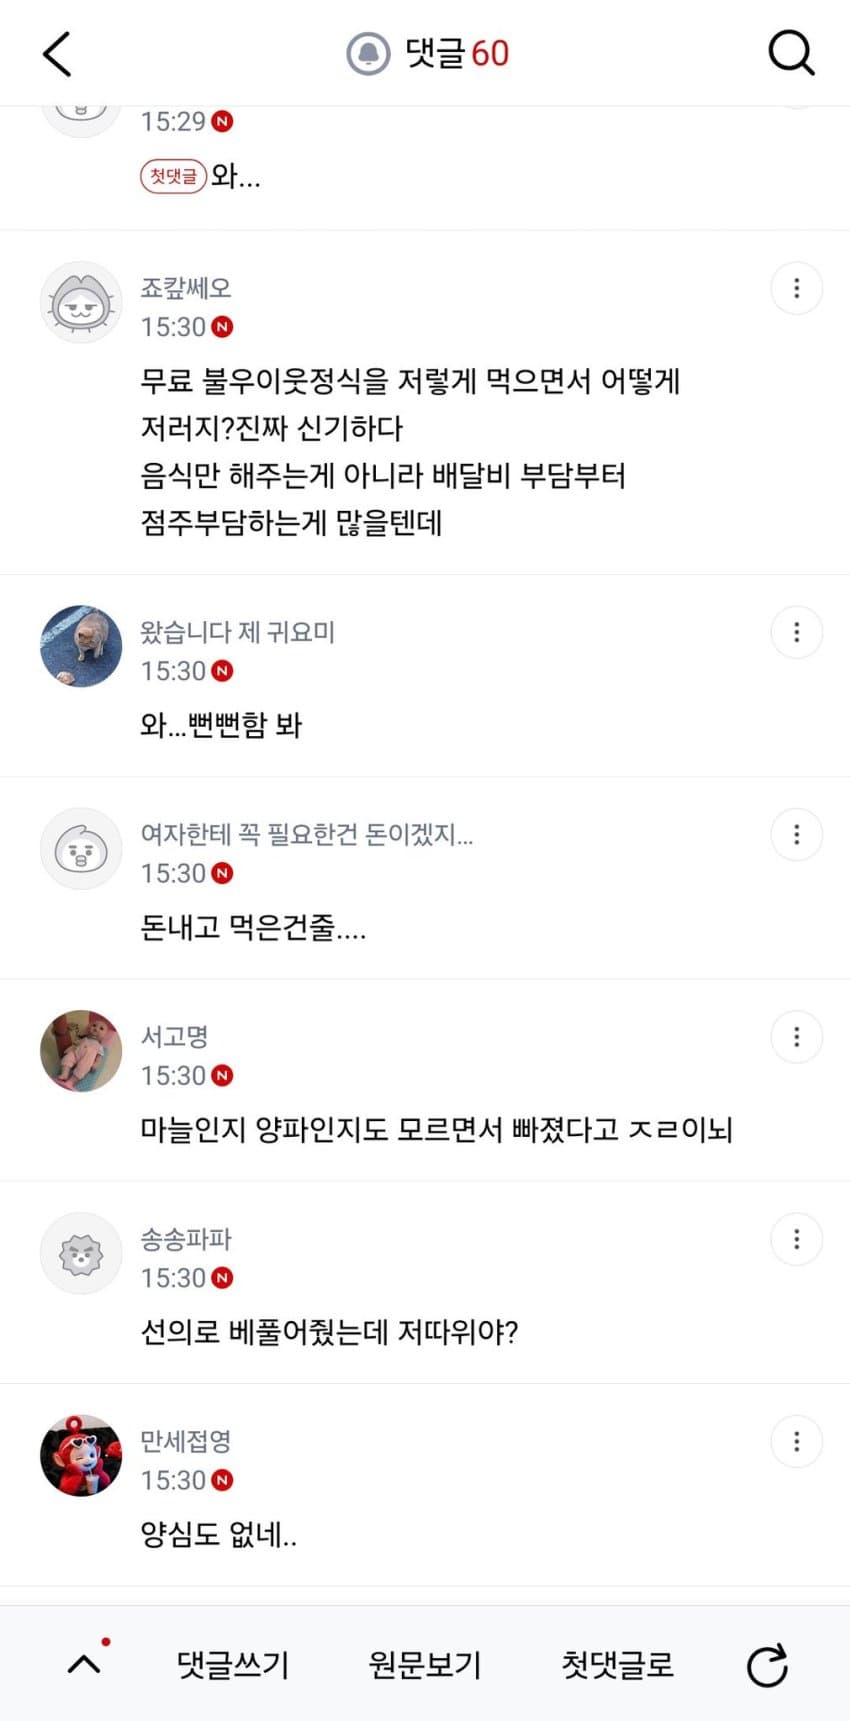 댓글 60
15:29 N
첫댓글 와...
죠캎쎄오
15:30 N
무료 불우이웃정식을 저렇게 먹으면서 어떻게
저러지?진짜 신기하다
음식만 해주는게 아니라 배달비 부담부터
점주부담하는게 많을텐데
왔습니다 제 귀요미
15:30 N
와...뻔뻔함 봐
여자한테 꼭 필요한건 돈이겠지...
15:30 N
돈내고 먹은건줄....
서고명
15:30 N
마늘인지 양파인지도 모르면서 빠졌다고 ㅈㄹ이뇌
송송파파
15:30 N
선의로 베풀어줬는데 저따위야?
만세접영
15:30 N
양심도 없네..
댓글쓰기 원문보기 첫댓글로